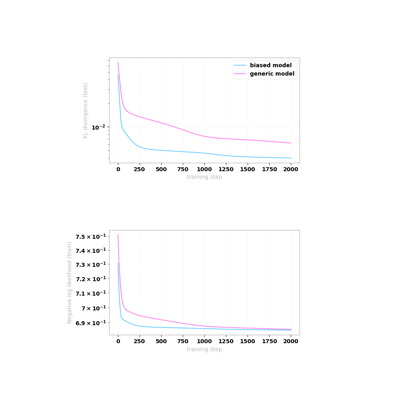 biased model
generic model
KL divergence (test)
10⁻²
0 250 500 750 1000 1250 1500 1750 2000
training step
Negative log likelihood (train)
7.5 × 10⁻¹
7.4 × 10⁻¹
7.3 × 10⁻¹
7.2 × 10⁻¹
7.1 × 10⁻¹
7 × 10⁻¹
6.9 × 10⁻¹
0 250 500 750 1000 1250 1500 1750 2000
training step